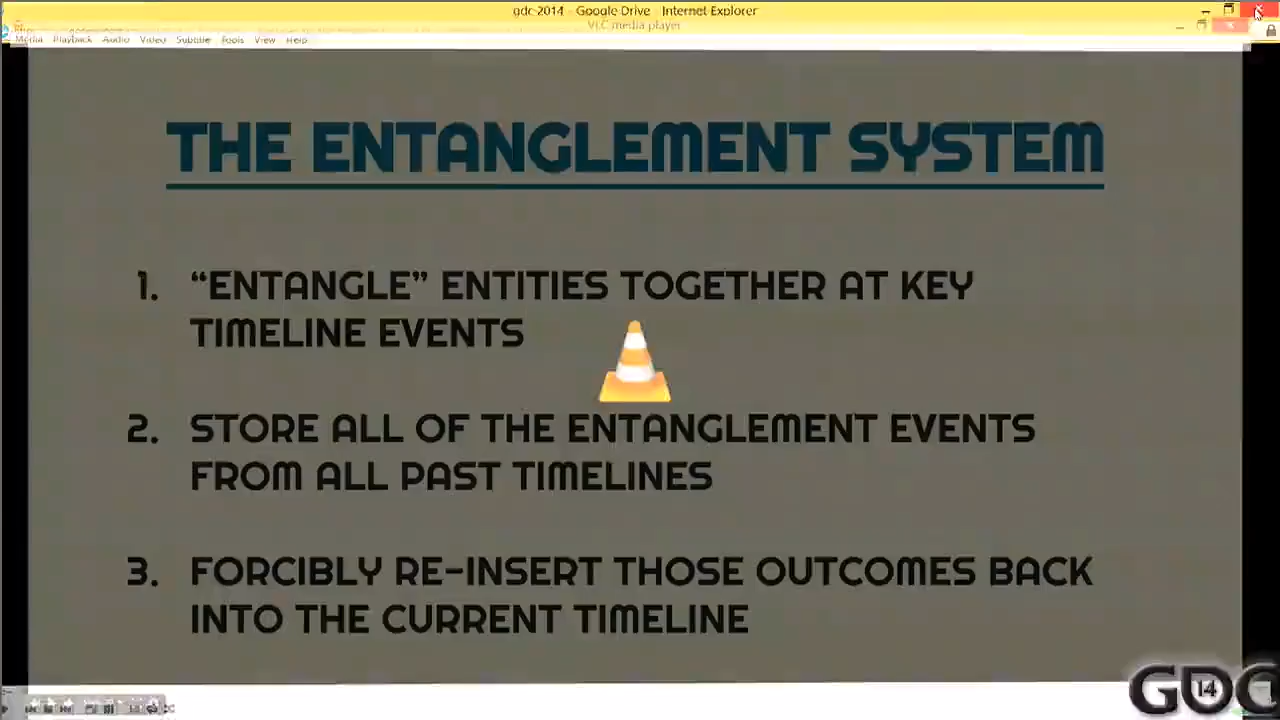 gdc-2014 - Google Drive - Internet Explorer
VLC media player
Media Playback Audio Video Subtitle Tools View Help
THE ENTANGLEMENT SYSTEM
1. “ENTANGLE” ENTITIES TOGETHER AT KEY
TIMELINE EVENTS
2. STORE ALL OF THE ENTANGLEMENT EVENTS
FROM ALL PAST TIMELINES
3. FORCIBLY RE-INSERT THOSE OUTCOMES BACK
INTO THE CURRENT TIMELINE
GDC
14